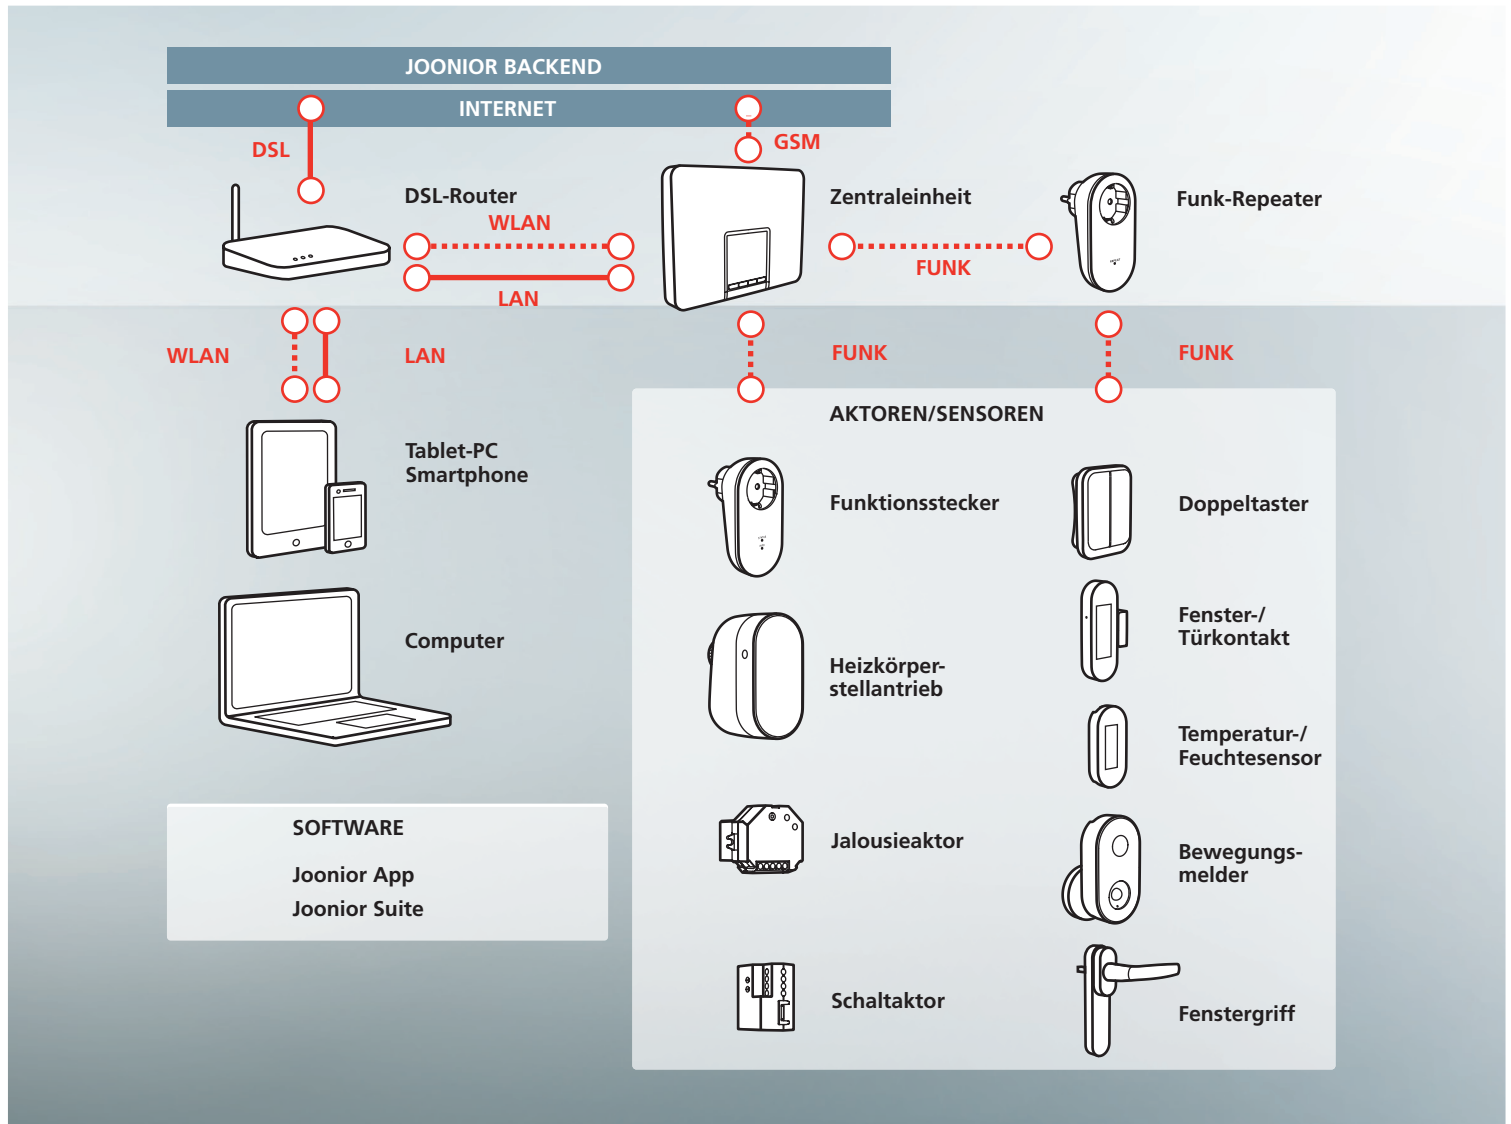 JOONIOR BACKEND
INTERNET
DSL
GSM
DSL-Router
Zentraleinheit
Funk-Repeater
WLAN
FUNK
LAN
WLAN
LAN
FUNK
FUNK
AKTOREN/SENSOREN
Tablet-PC
Smartphone
Funktionsstecker
Doppeltaster
Computer
Fenster-/
Türkontakt
Heizkörper-
stellantrieb
Temperatur-/
Feuchtesensor
SOFTWARE
Joonior App
Joonior Suite
Jalousieaktor
Bewegungs-
melder
Schaltaktor
Fenstergriff